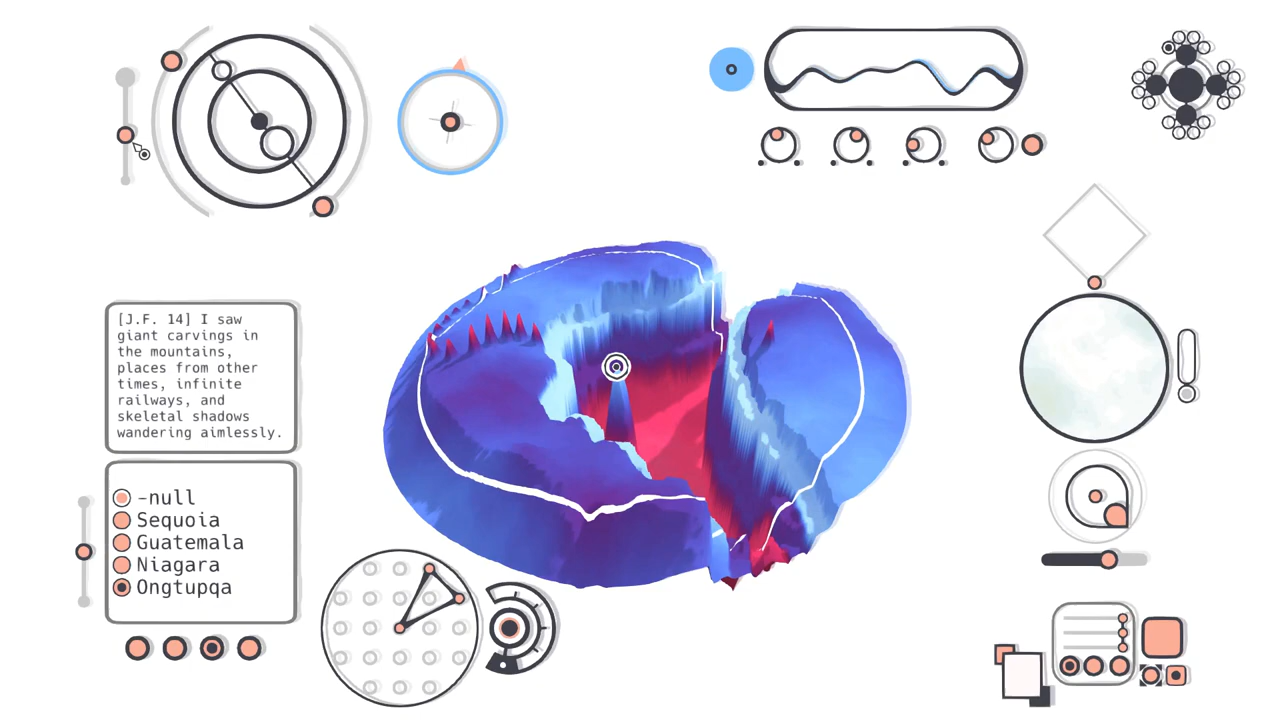 [J.F. 14] I saw
giant carvings in
the mountains,
places from other
times, infinite
railways, and
skeletal shadows
wandering aimlessly.
-null
Sequoia
Guatemala
Niagara
Ongtupqa